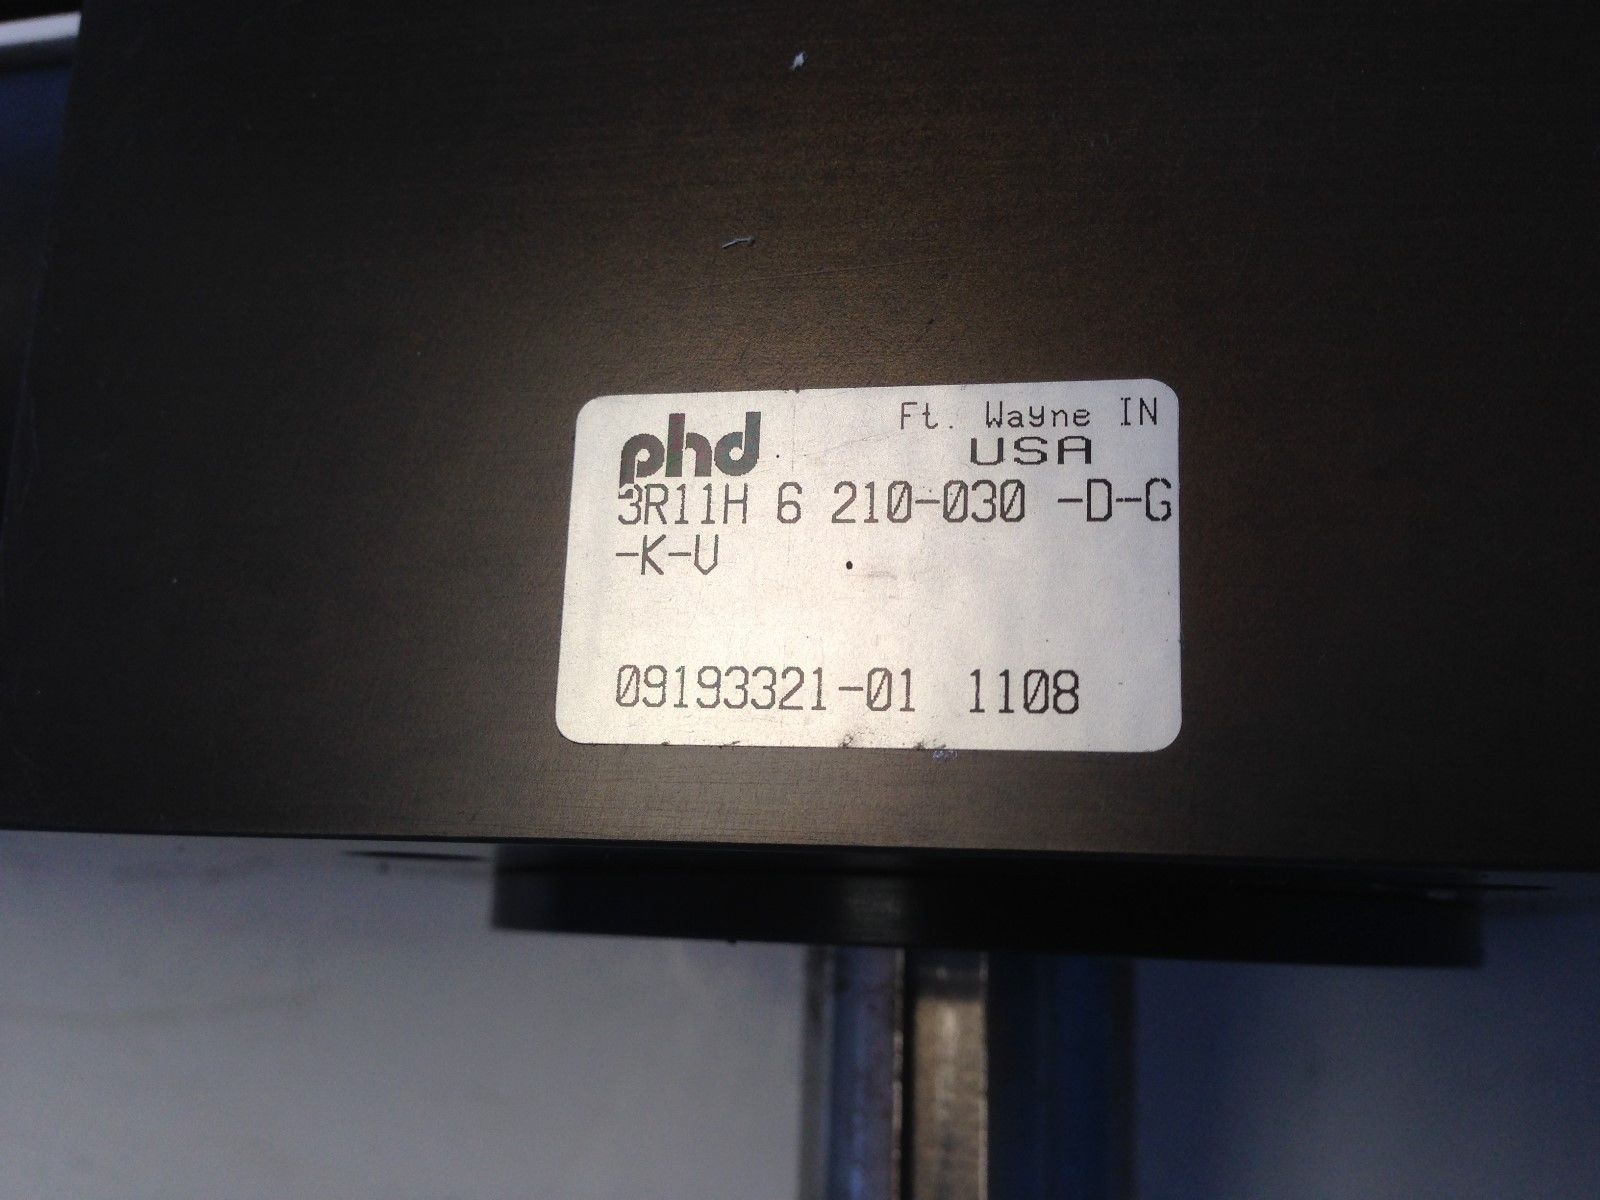 phd Ft. Wayne IN
USA
3R11H 6 210-030 -D-G
-K-V
09193321-01 1108